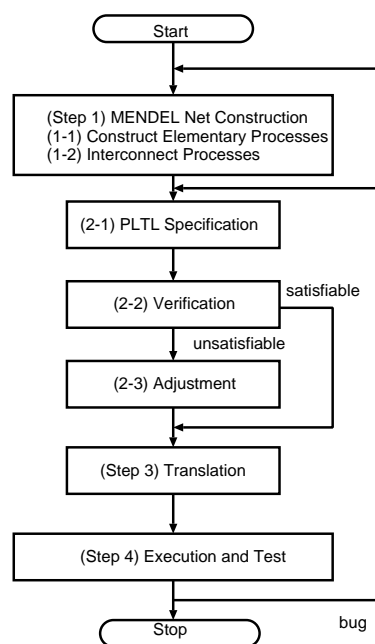 Start
(Step 1) MENDEL Net Construction
(1-1) Construct Elementary Processes
(1-2) Interconnect Processes
(2-1) PLTL Specification
(2-2) Verification
satisfiable
unsatisfiable
(2-3) Adjustment
(Step 3) Translation
(Step 4) Execution and Test
bug
Stop